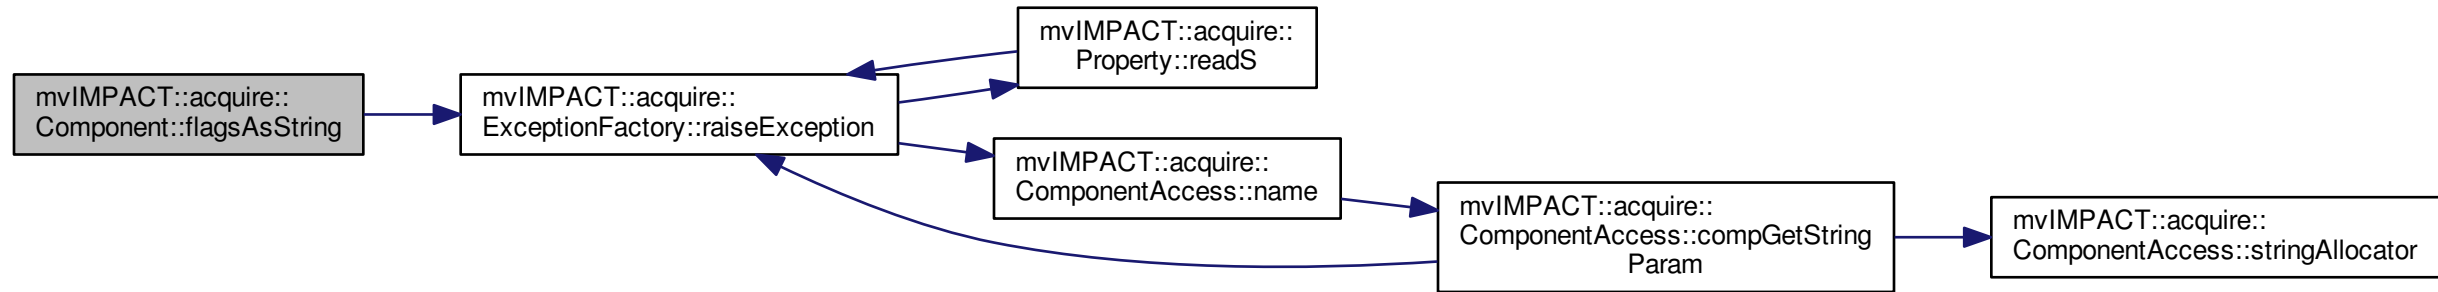 mvIMPACT::acquire::
Component::flagsAsString
mvIMPACT::acquire::
ExceptionFactory::raiseException
mvIMPACT::acquire::
Property::readS
mvIMPACT::acquire::
ComponentAccess::name
mvIMPACT::acquire::
ComponentAccess::compGetString
Param
mvIMPACT::acquire::
ComponentAccess::stringAllocator